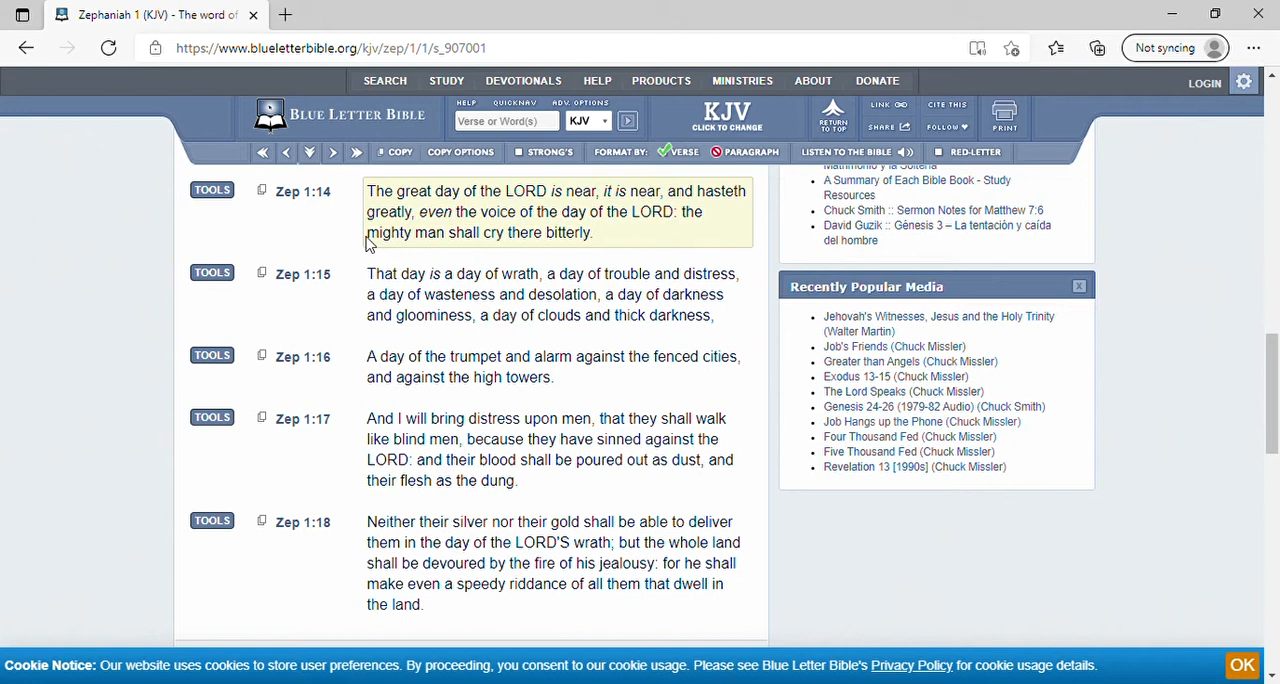 Zephaniah 1 (KJV) - The word of
https://www.blueletterbible.org/kjv/zep/1/1/s_907001
Not syncing
SEARCH STUDY DEVOTIONALS HELP PRODUCTS MINISTRIES ABOUT DONATE
LOGIN
BLUE LETTER BIBLE
HELP QUICKNAV ADV. OPTIONS
Verse or Word(s) KJV
KJV
CLICK TO CHANGE
RETURN
TO TOP
LINK CITE THIS
SHARE FOLLOW
PRINT
COPY COPY OPTIONS STRONG'S FORMAT BY: VERSE PARAGRAPH LISTEN TO THE BIBLE RED-LETTER
TOOLS Zep 1:14 The great day of the LORD is near, it is near, and hasteth
greatly, even the voice of the day of the LORD: the
mighty man shall cry there bitterly.
TOOLS Zep 1:15 That day is a day of wrath, a day of trouble and distress,
a day of wasteness and desolation, a day of darkness
and gloominess, a day of clouds and thick darkness,
TOOLS Zep 1:16 A day of the trumpet and alarm against the fenced cities,
and against the high towers.
TOOLS Zep 1:17 And I will bring distress upon men, that they shall walk
like blind men, because they have sinned against the
LORD: and their blood shall be poured out as dust, and
their flesh as the dung.
TOOLS Zep 1:18 Neither their silver nor their gold shall be able to deliver
them in the day of the LORD'S wrath; but the whole land
shall be devoured by the fire of his jealousy: for he shall
make even a speedy riddance of all them that dwell in
the land.
Matrimonio y la Soltería
A Summary of Each Bible Book - Study
Resources
Chuck Smith :: Sermon Notes for Matthew 7:6
David Guzik :: Génesis 3 – La tentación y caída
del hombre
Recently Popular Media x
Jehovah's Witnesses, Jesus and the Holy Trinity
(Walter Martin)
Job's Friends (Chuck Missler)
Greater than Angels (Chuck Missler)
Exodus 13-15 (Chuck Missler)
The Lord Speaks (Chuck Missler)
Genesis 24-26 (1979-82 Audio) (Chuck Smith)
Job Hangs up the Phone (Chuck Missler)
Four Thousand Fed (Chuck Missler)
Five Thousand Fed (Chuck Missler)
Revelation 13 [1990s] (Chuck Missler)
Cookie Notice: Our website uses cookies to store user preferences. By proceeding, you consent to our cookie usage. Please see Blue Letter Bible's Privacy Policy for cookie usage details. OK